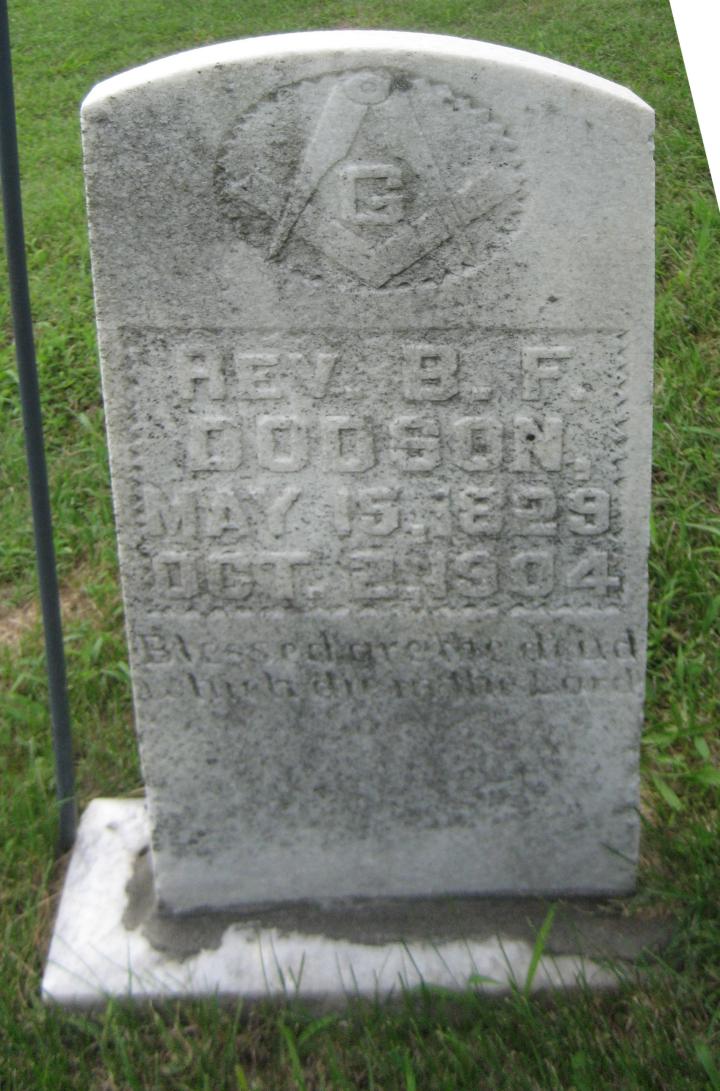 G
REV. B. F.
DODSON,
MAY 15, 1829
OCT. 2, 1904
Blessed are the dead
which die in the Lord